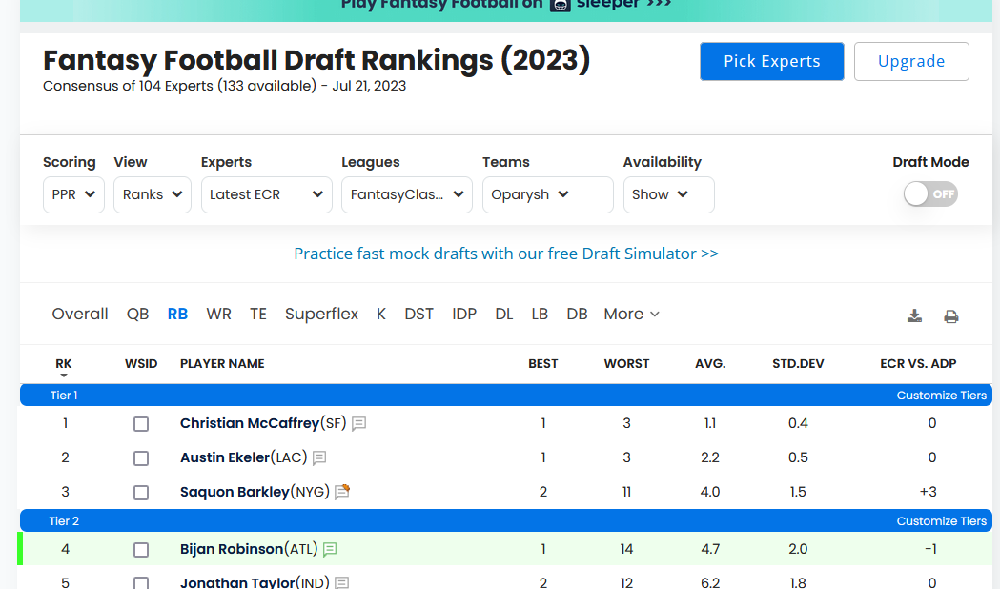 Play Fantasy Football on sleeper >>>
Fantasy Football Draft Rankings (2023)
Consensus of 104 Experts (133 available) - Jul 21, 2023
Pick Experts
Upgrade
Scoring View Experts Leagues Teams Availability Draft Mode
PPR Ranks Latest ECR FantasyClas... Oparysh Show OFF
Practice fast mock drafts with our free Draft Simulator >>
Overall QB RB WR TE Superflex K DST IDP DL LB DB More
RK WSID PLAYER NAME BEST WORST AVG. STD.DEV ECR VS. ADP
Tier 1 Customize Tiers
1 Christian McCaffrey(SF) 1 3 1.1 0.4 0
2 Austin Ekeler(LAC) 1 3 2.2 0.5 0
3 Saquon Barkley(NYG) 2 11 4.0 1.5 +3
Tier 2 Customize Tiers
4 Bijan Robinson(ATL) 1 14 4.7 2.0 -1
5 Jonathan Taylor(IND) 2 12 6.2 1.8 0